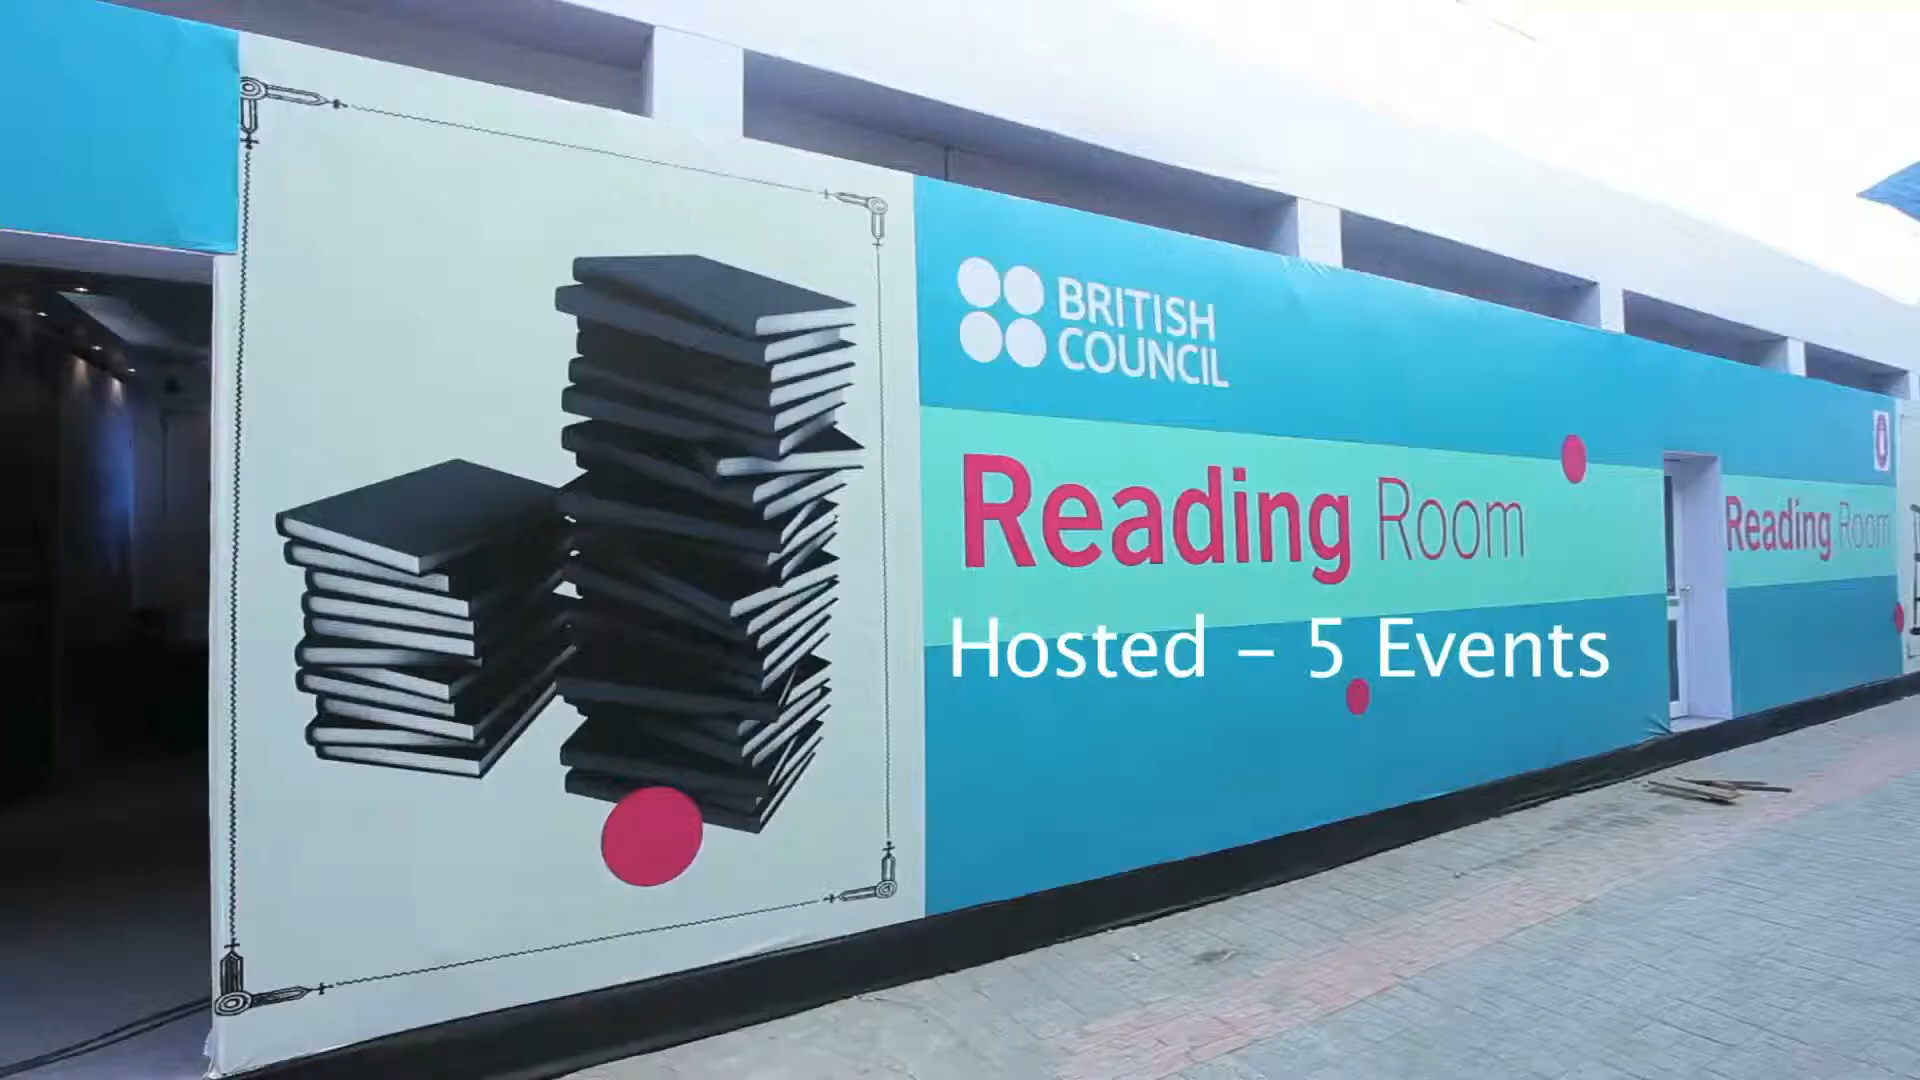 BRITISH
COUNCIL
Reading Room
Hosted – 5 Events
Reading Room